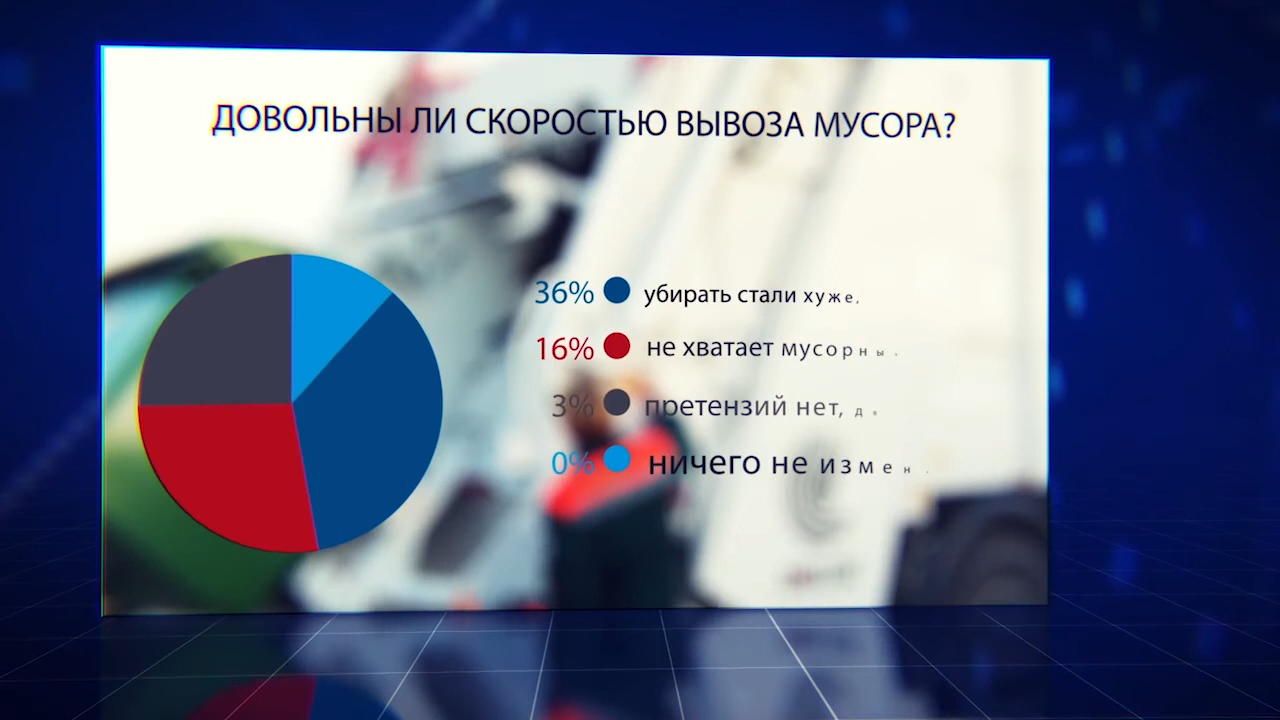 ДОВОЛЬНЫ ЛИ СКОРОСТЬЮ ВЫВОЗА МУСОРА?
36% убирать стали хуже,
16% не хватает мусорны
3% претензий нет,
0% ничего не измен